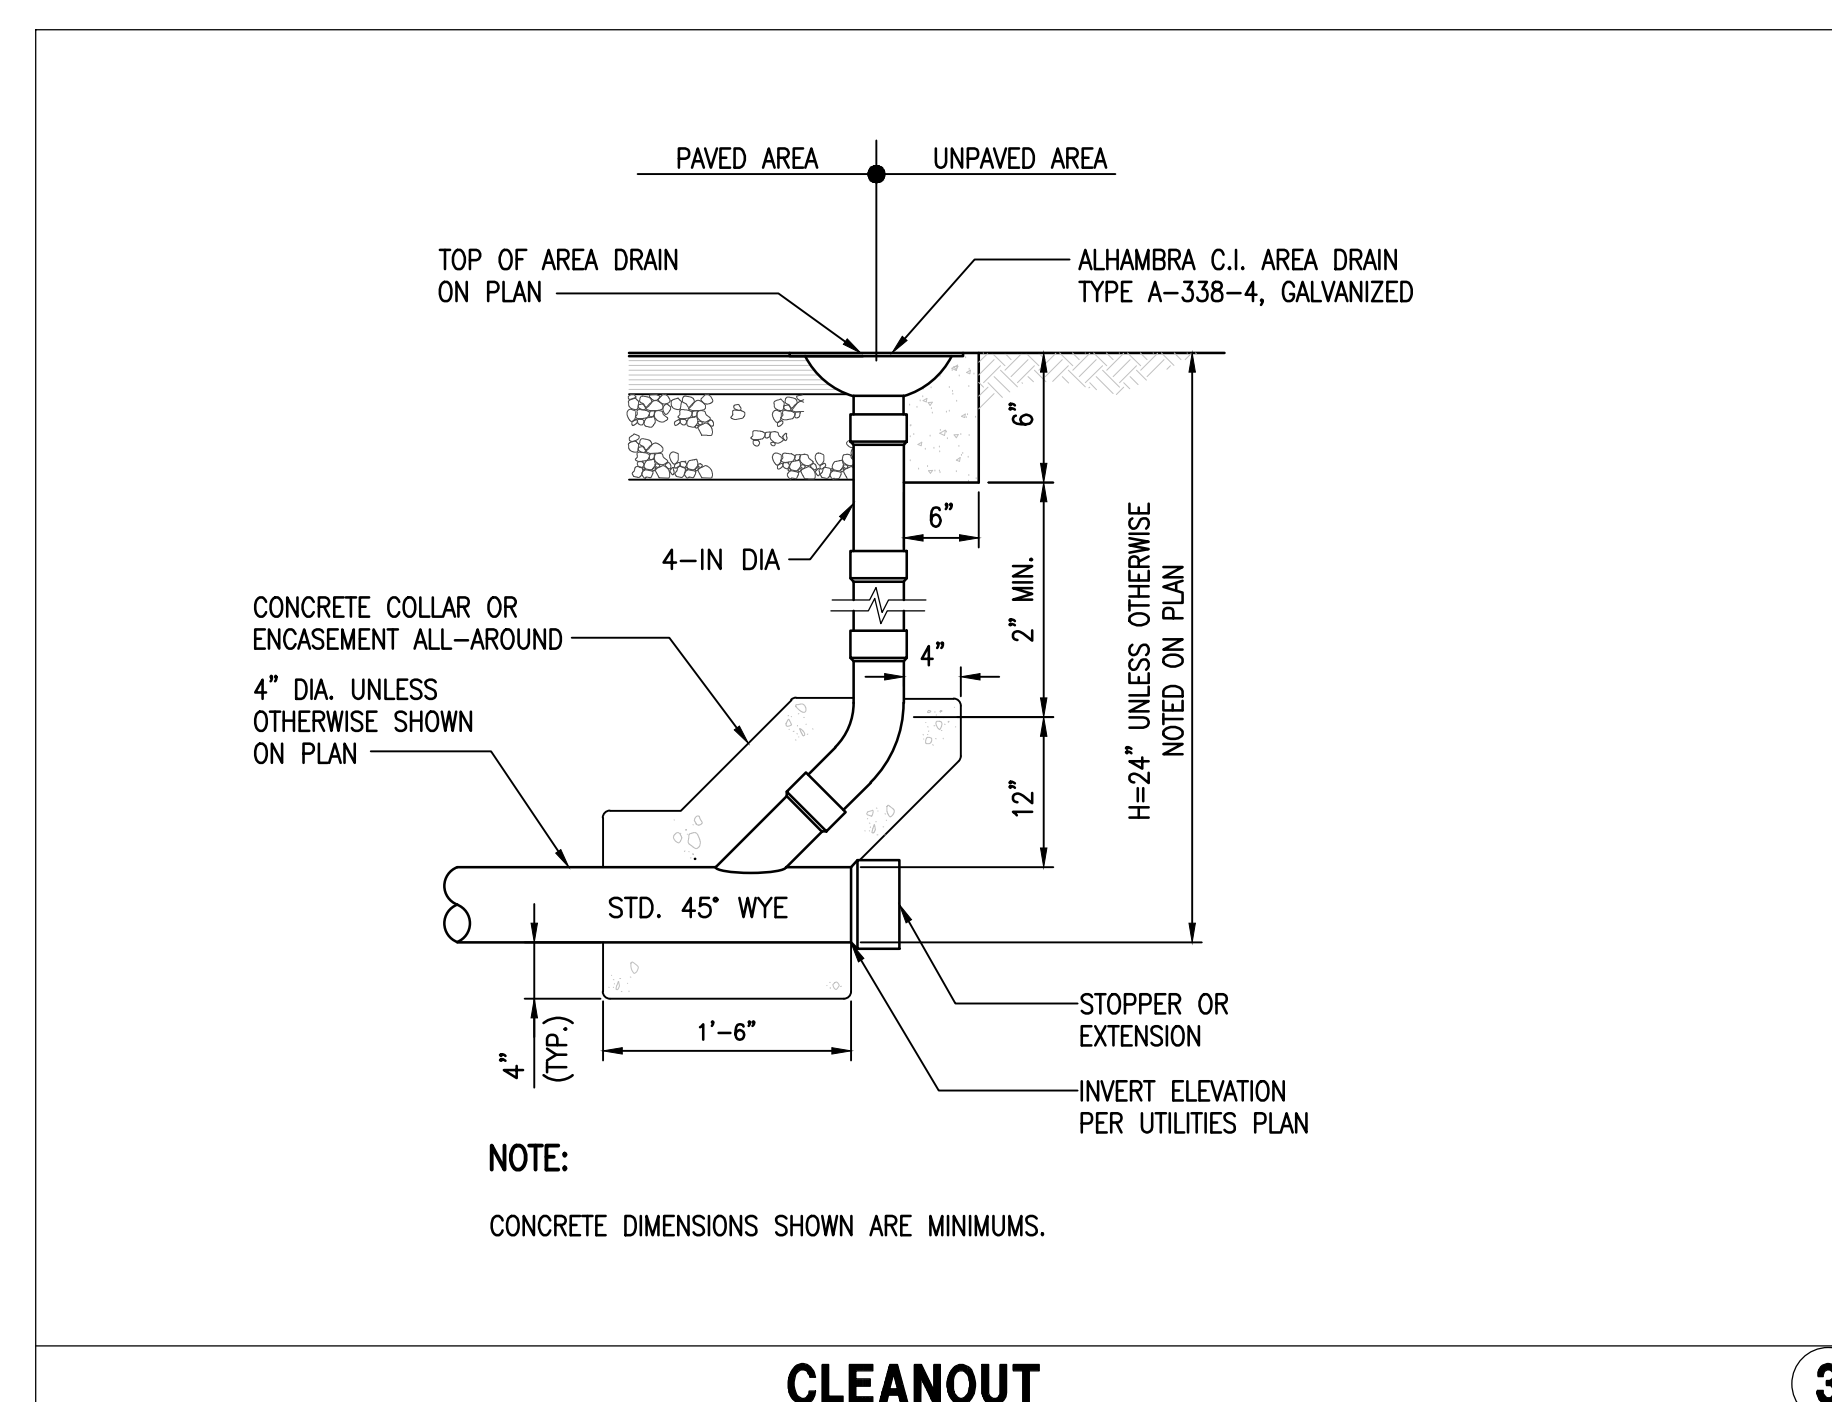 PAVED AREA
UNPAVED AREA
TOP OF AREA DRAIN
ON PLAN
ALHAMBRA C.I. AREA DRAIN
TYPE A-338-4, GALVANIZED
6"
6"
4-IN DIA
2" MIN.
H=24" UNLESS OTHERWISE
NOTED ON PLAN
CONCRETE COLLAR OR
ENCASEMENT ALL-AROUND
4"
4" DIA. UNLESS
OTHERWISE SHOWN
ON PLAN
12"
STD. 45° WYE
STOPPER OR
EXTENSION
1'-6"
4"
(TYP.)
INVERT ELEVATION
PER UTILITIES PLAN
NOTE:
CONCRETE DIMENSIONS SHOWN ARE MINIMUMS.
CLEANOUT
3